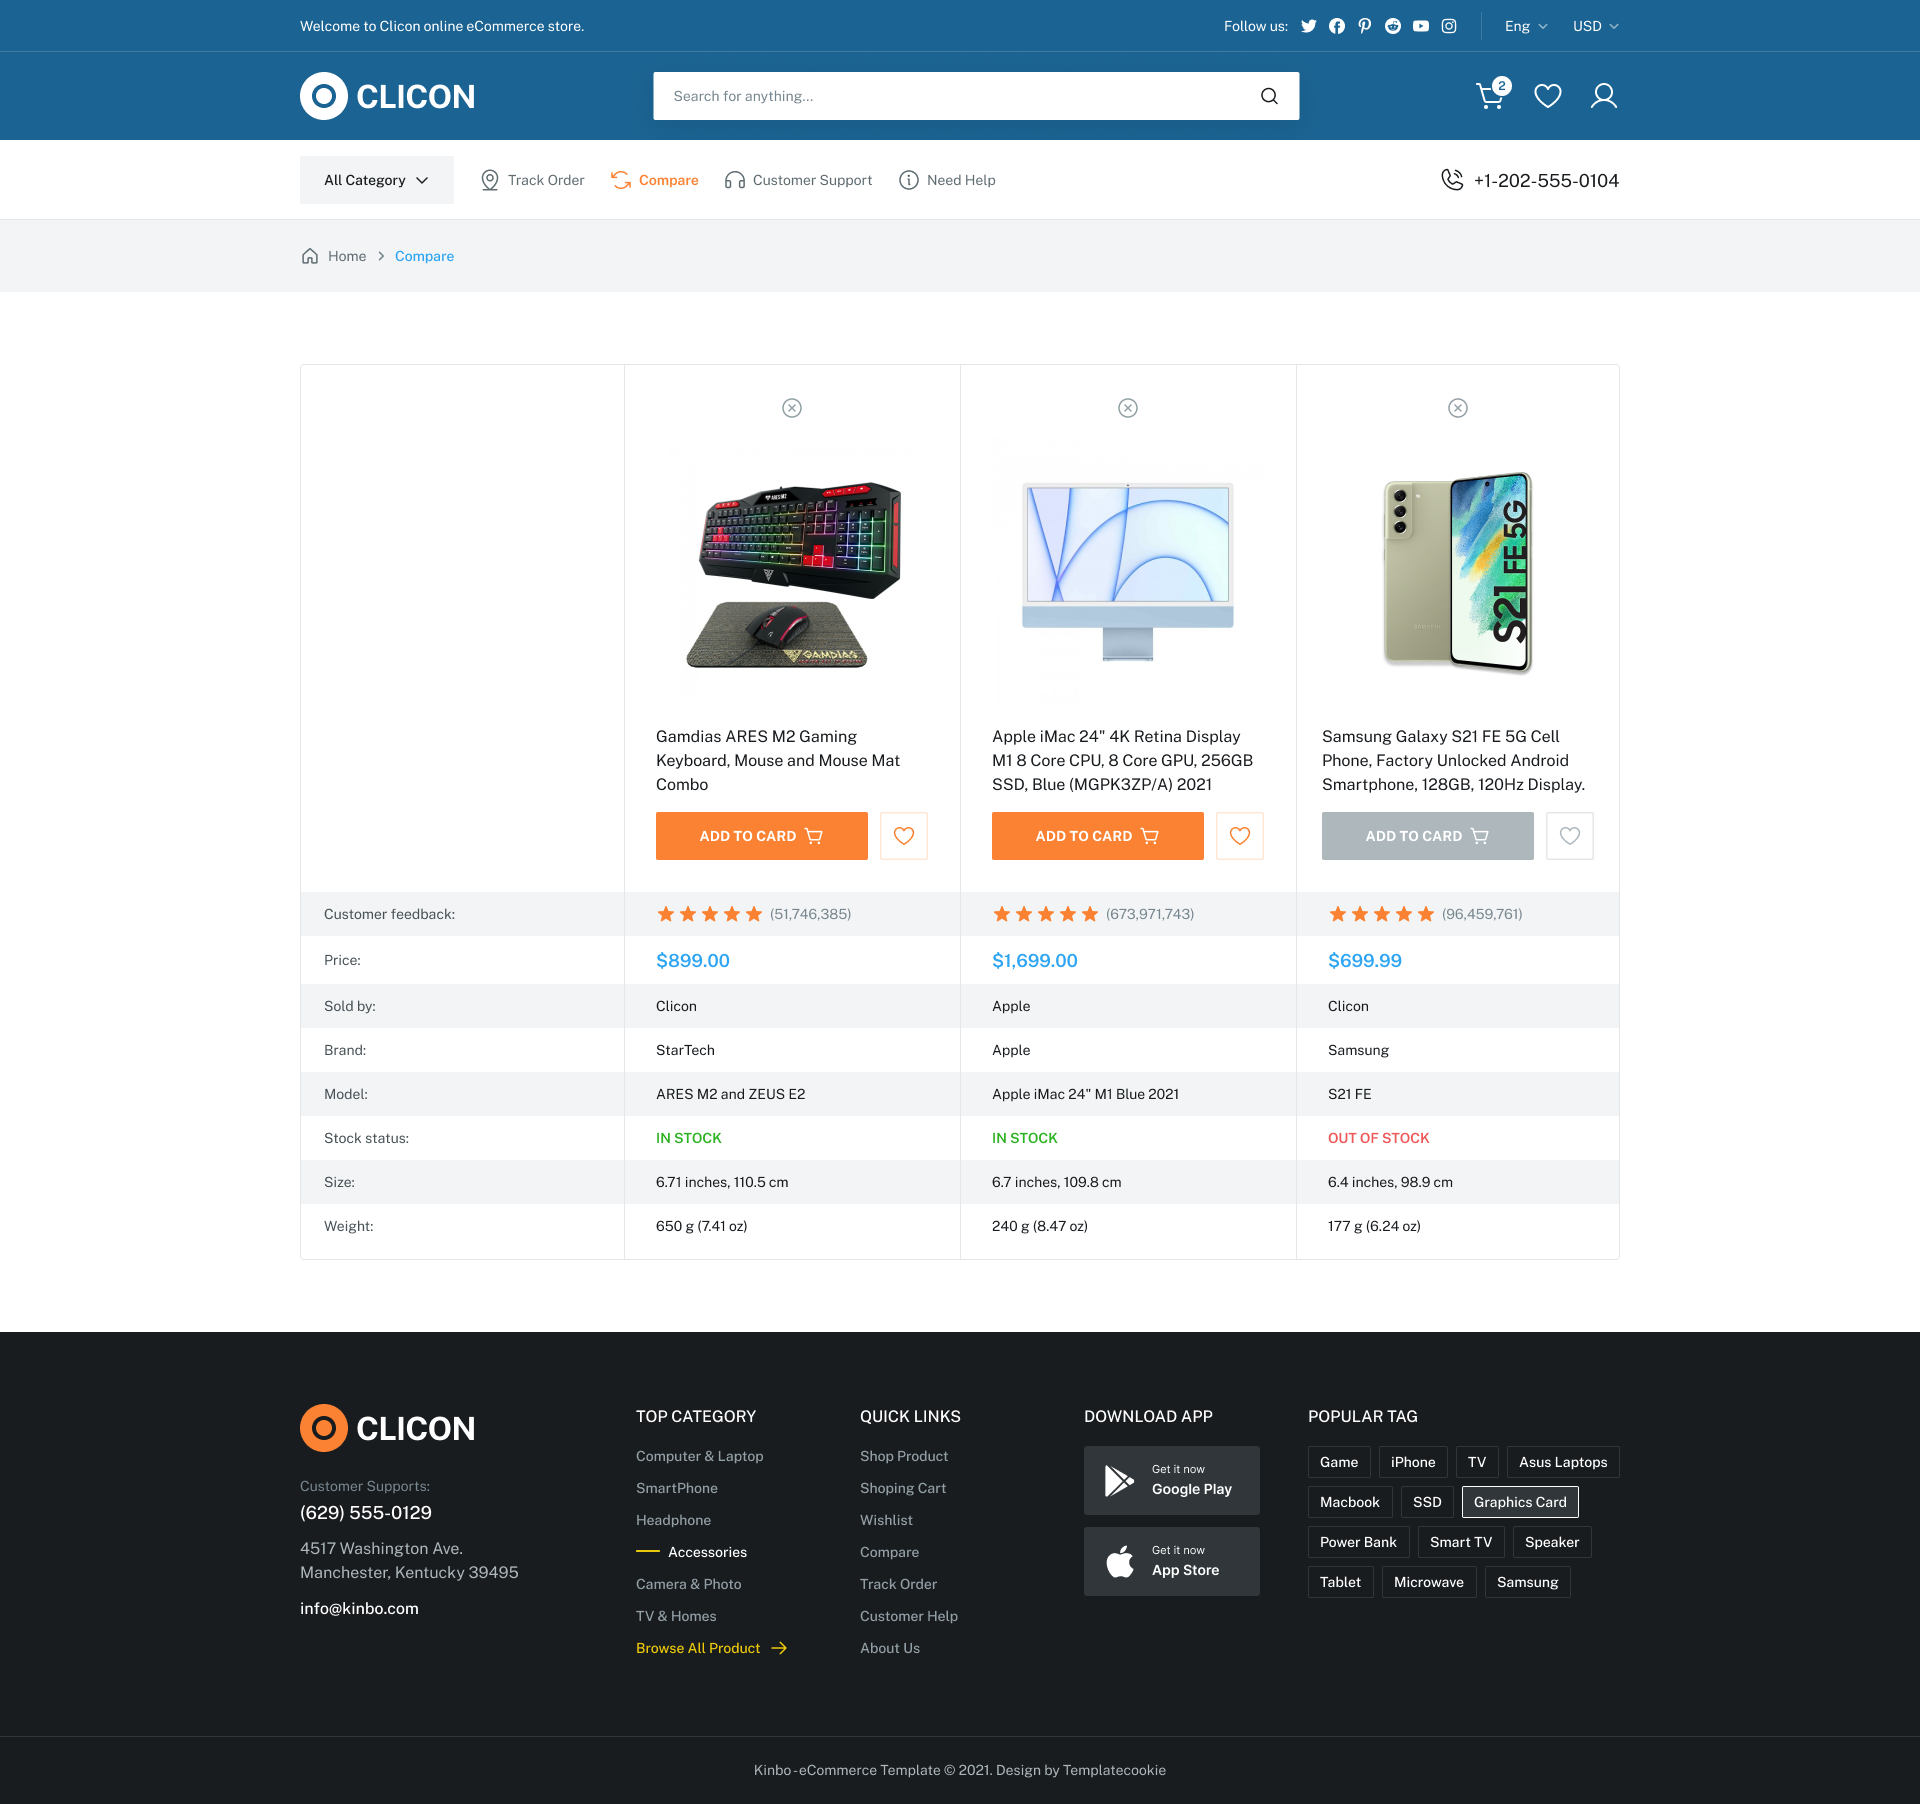 Welcome to Clicon online eCommerce store.
Follow us:
Eng
USD
CLICON
Search for anything...
2
All Category
Track Order
Compare
Customer Support
Need Help
+1-202-555-0104
Home
Compare
ARES M2
GAMDIAS
SAMSUNG
S21 FE 5G
Gamdias ARES M2 Gaming
Keyboard, Mouse and Mouse Mat
Combo
Apple iMac 24" 4K Retina Display
M1 8 Core CPU, 8 Core GPU, 256GB
SSD, Blue (MGPK3ZP/A) 2021
Samsung Galaxy S21 FE 5G Cell
Phone, Factory Unlocked Android
Smartphone, 128GB, 120Hz Display.
ADD TO CARD
ADD TO CARD
ADD TO CARD
Customer feedback:
(51,746,385)
(673,971,743)
(96,459,761)
Price:
$899.00
$1,699.00
$699.99
Sold by:
Clicon
Apple
Clicon
Brand:
StarTech
Apple
Samsung
Model:
ARES M2 and ZEUS E2
Apple iMac 24" M1 Blue 2021
S21 FE
Stock status:
IN STOCK
IN STOCK
OUT OF STOCK
Size:
6.71 inches, 110.5 cm
6.7 inches, 109.8 cm
6.4 inches, 98.9 cm
Weight:
650 g (7.41 oz)
240 g (8.47 oz)
177 g (6.24 oz)
CLICON
Customer Supports:
(629) 555-0129
4517 Washington Ave.
Manchester, Kentucky 39495
info@kinbo.com
TOP CATEGORY
Computer & Laptop
SmartPhone
Headphone
Accessories
Camera & Photo
TV & Homes
Browse All Product
QUICK LINKS
Shop Product
Shoping Cart
Wishlist
Compare
Track Order
Customer Help
About Us
DOWNLOAD APP
Get it now
Google Play
Get it now
App Store
POPULAR TAG
Game
iPhone
TV
Asus Laptops
Macbook
SSD
Graphics Card
Power Bank
Smart TV
Speaker
Tablet
Microwave
Samsung
Kinbo - eCommerce Template © 2021. Design by Templatecookie